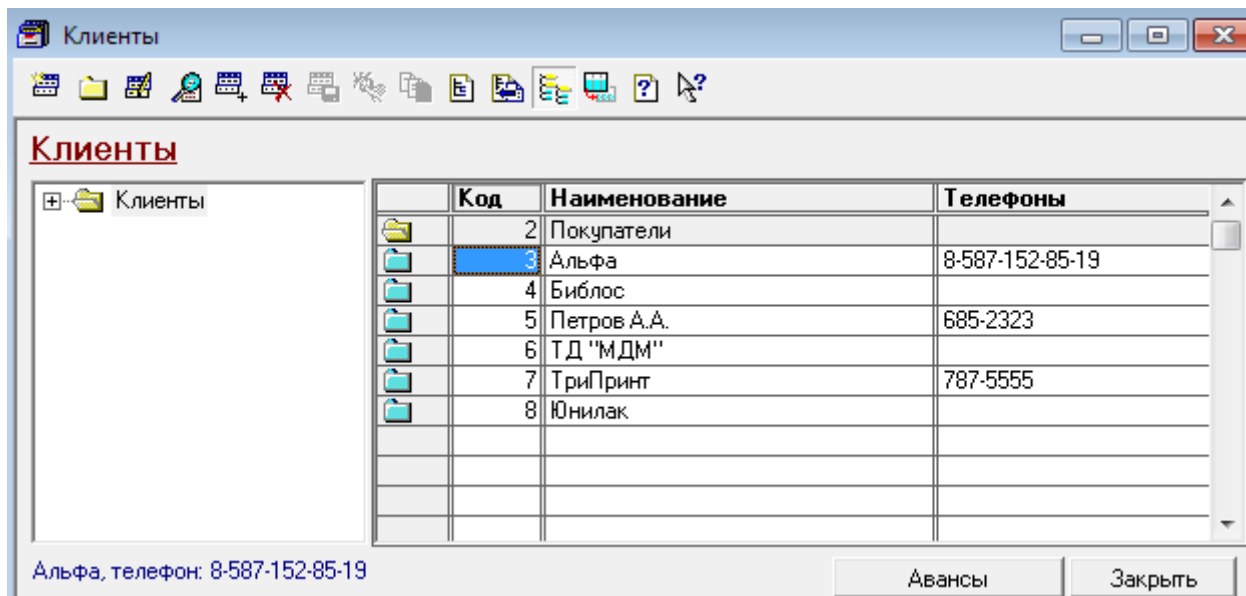 Клиенты
Клиенты
Клиенты
Код Наименование Телефоны
2 Покупатели
3 Альфа 8-587-152-85-19
4 Библос
5 Петров А.А. 685-2323
6 ТД "МДМ"
7 ТриПринт 787-5555
8 Юнилак
Альфа, телефон: 8-587-152-85-19
Авансы Закрыть